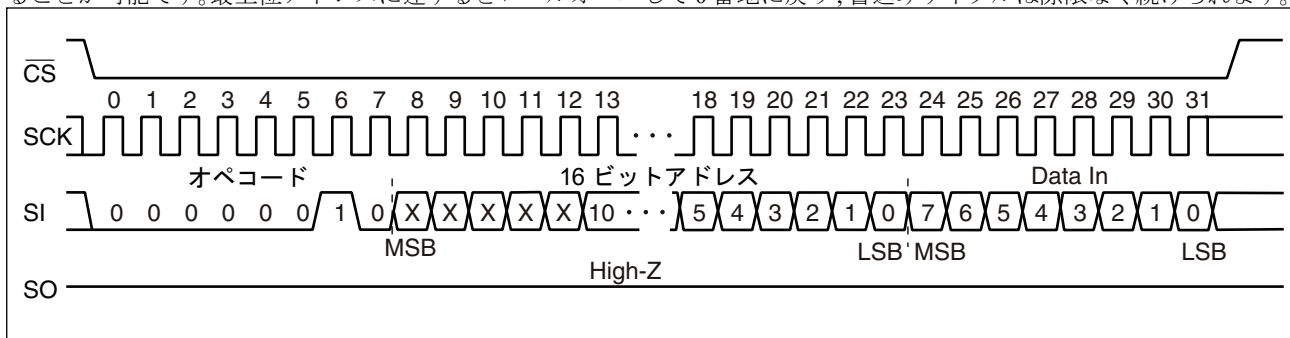 ることが可能です。最上位アドレスに達するとロールオーバーして0番地に戻り,書込みサイクルは際限なく続けられます。
CS
0 1 2 3 4 5 6 7 8 9 10 11 12 13 18 19 20 21 22 23 24 25 26 27 28 29 30 31
SCK ···
オペコード 16 ビットアドレス Data In
SI 0 0 0 0 0 0 1 0 X X X X X 10 ··· 5 4 3 2 1 0 7 6 5 4 3 2 1 0
MSB LSB MSB LSB
High-Z
SO